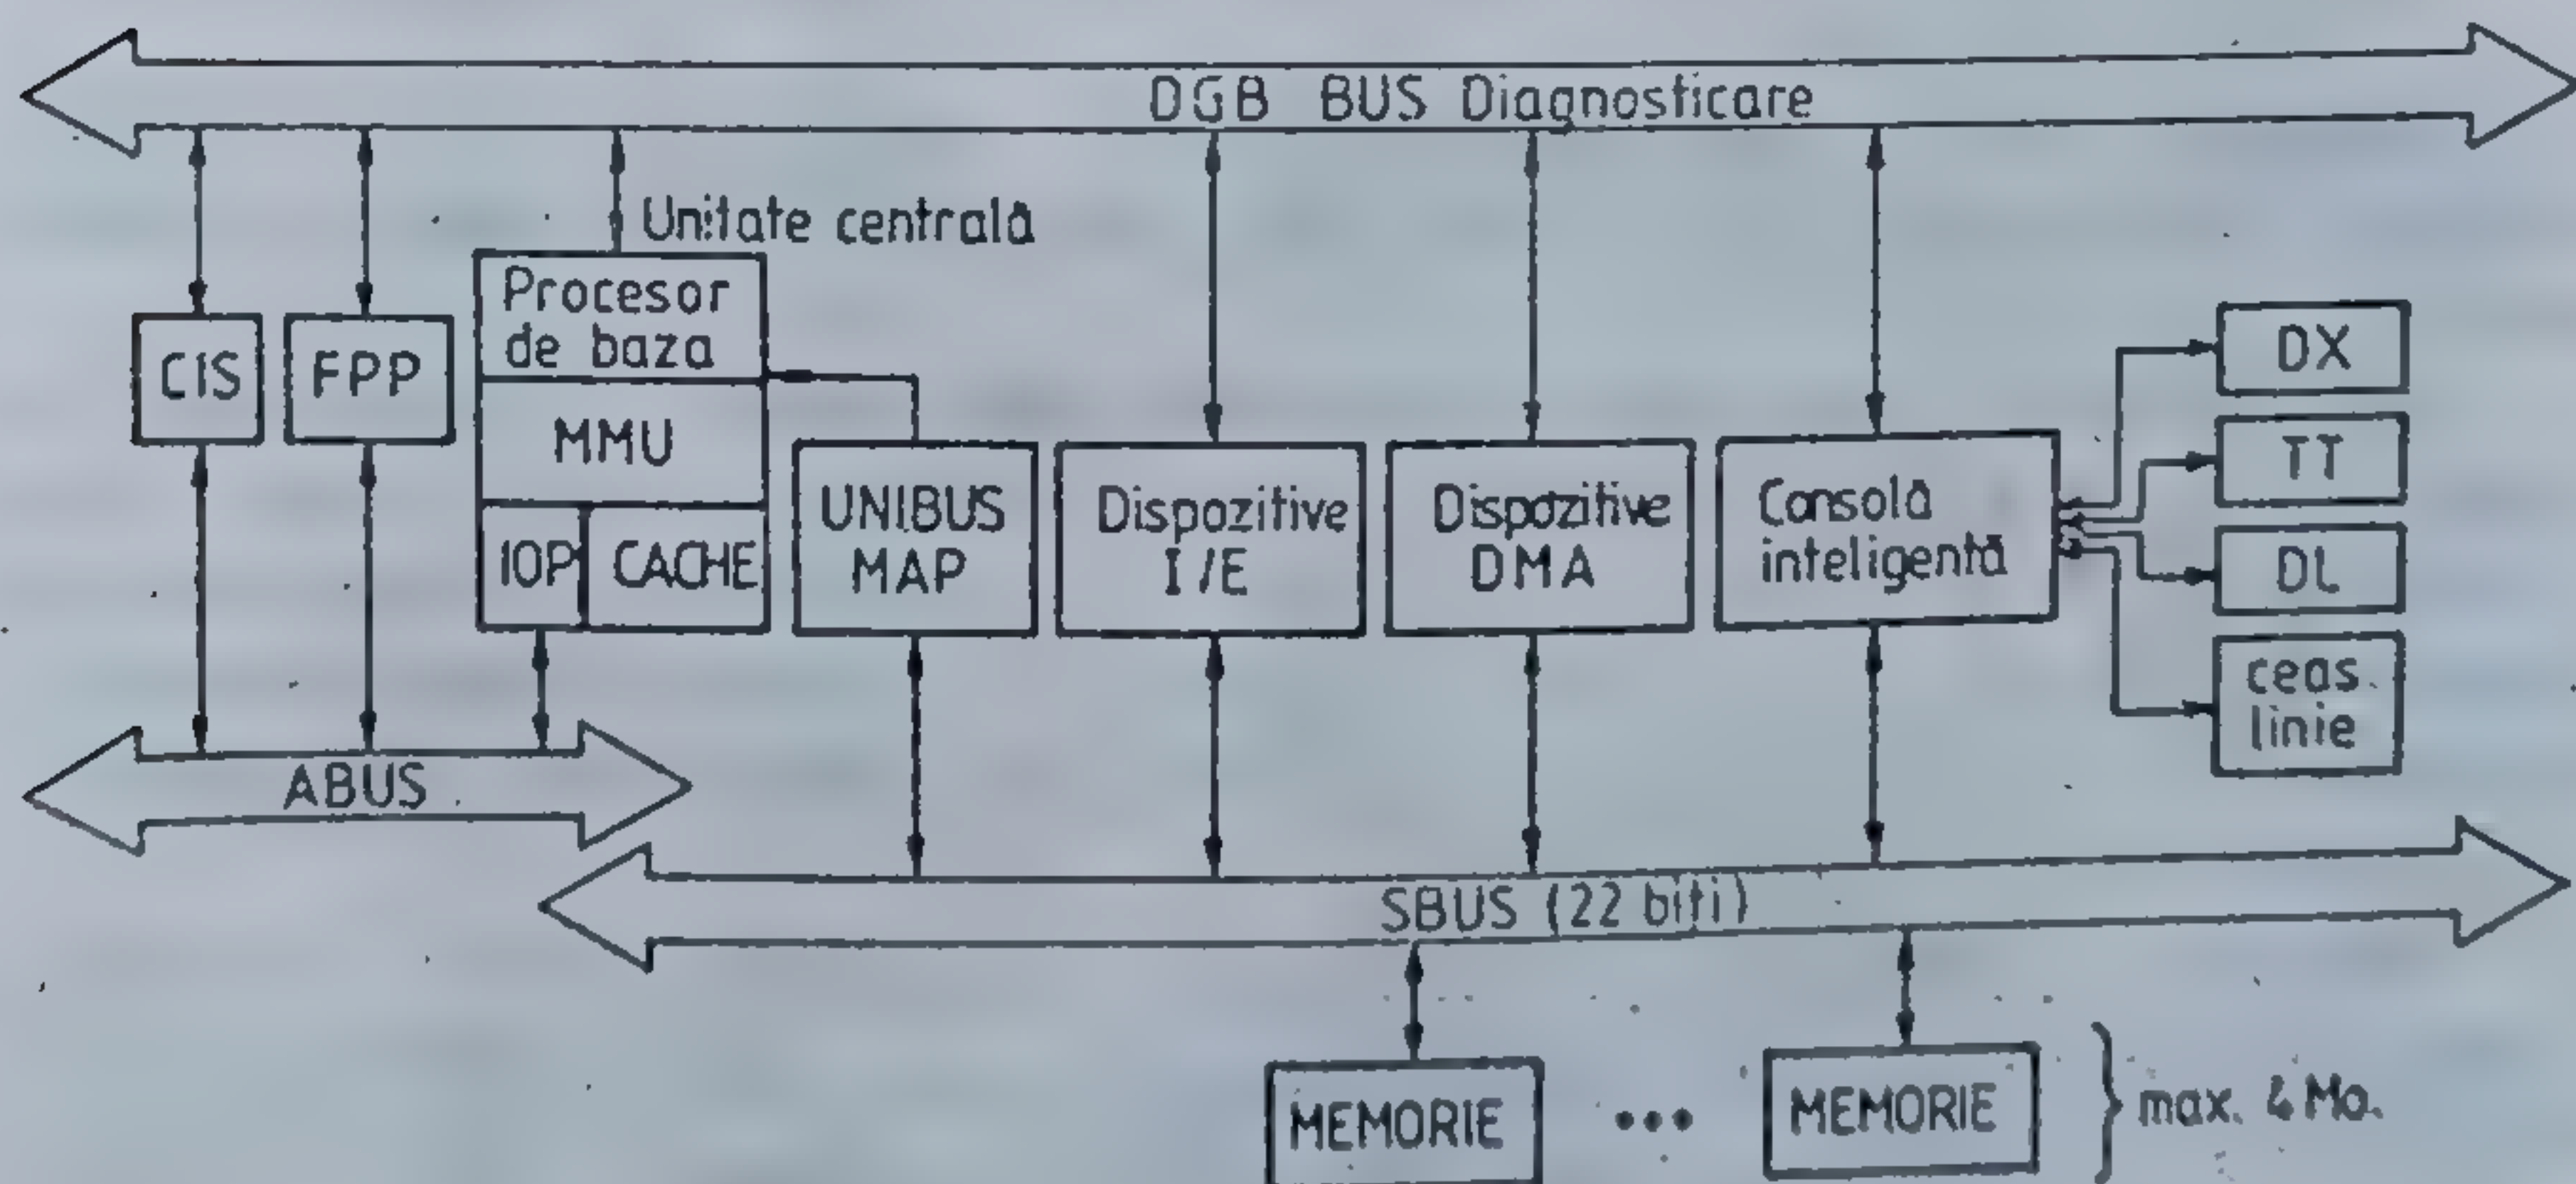 DGB BUS Diagnosticare
Unitate centrală
Procesor
de baza
MMU
IOP
CACHE
CIS
FPP
UNIBUS
MAP
Dispozitive
I/E
Dispozitive
DMA
Consolă
inteligentă
DX
TT
DL
ceas
linie
ABUS
SBUS (22 biti)
MEMORIE
...
MEMORIE
max. 4 Mo.